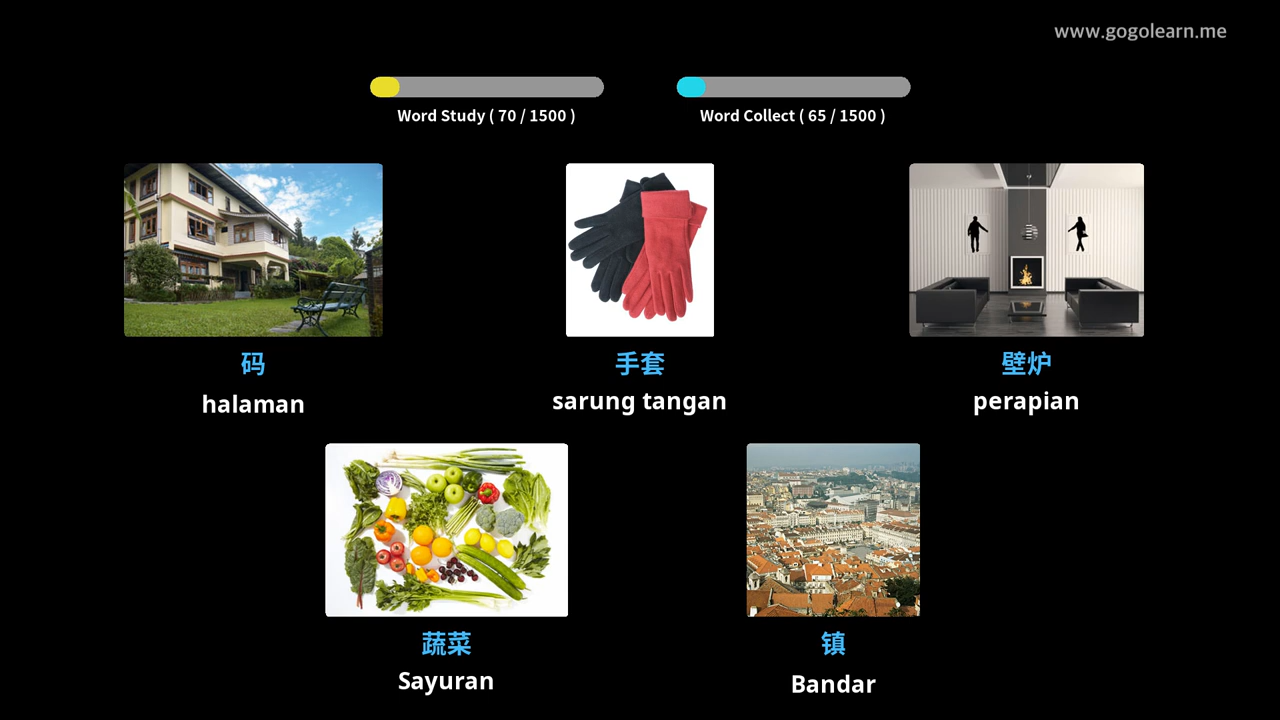 www.gogolearn.me
Word Study ( 70 / 1500 )
Word Collect ( 65 / 1500 )
码
halaman
手套
sarung tangan
壁炉
perapian
蔬菜
Sayuran
镇
Bandar